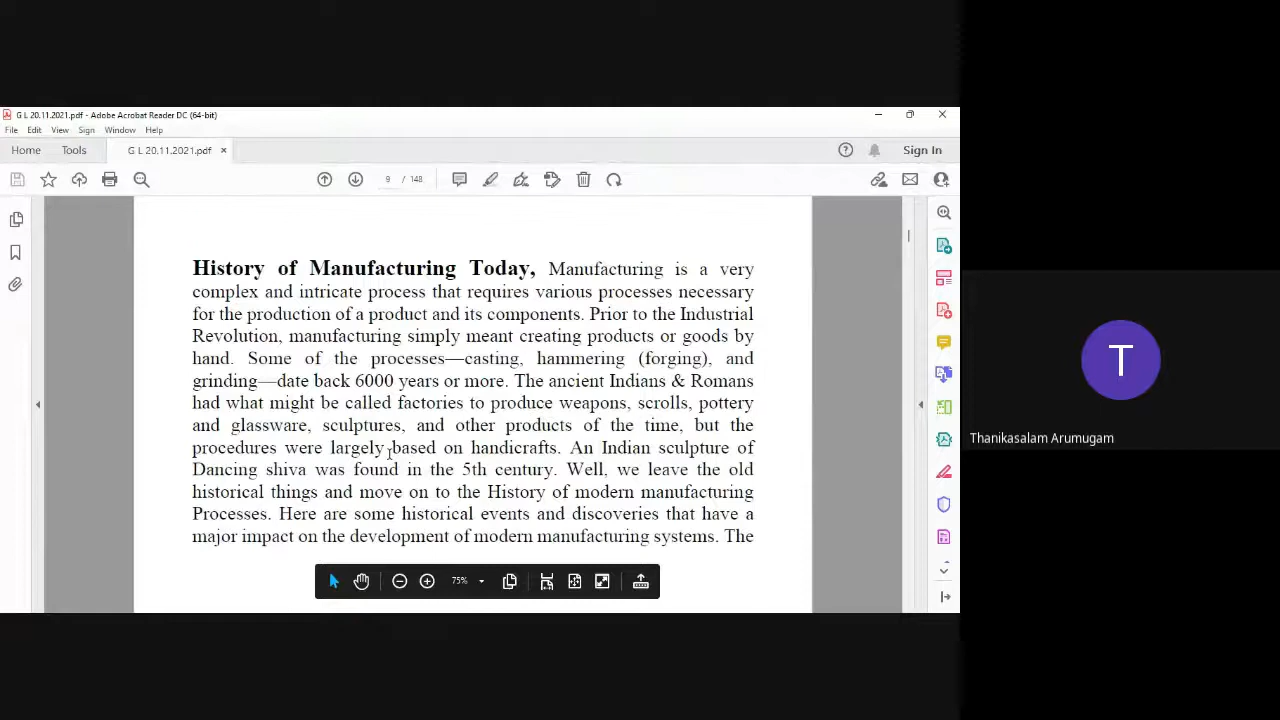 G L 20.11.2021.pdf - Adobe Acrobat Reader DC (64-bit)
File Edit View Sign Window Help
Home Tools G L 20.11.2021.pdf × Sign In
9 / 148
History of Manufacturing Today, Manufacturing is a very
complex and intricate process that requires various processes necessary
for the production of a product and its components. Prior to the Industrial
Revolution, manufacturing simply meant creating products or goods by
hand. Some of the processes—casting, hammering (forging), and
grinding—date back 6000 years or more. The ancient Indians & Romans
had what might be called factories to produce weapons, scrolls, pottery
and glassware, sculptures, and other products of the time, but the
procedures were largely based on handicrafts. An Indian sculpture of
Dancing shiva was found in the 5th century. Well, we leave the old
historical things and move on to the History of modern manufacturing
Processes. Here are some historical events and discoveries that have a
major impact on the development of modern manufacturing systems. The
75%
T
Thanikasalam Arumugam